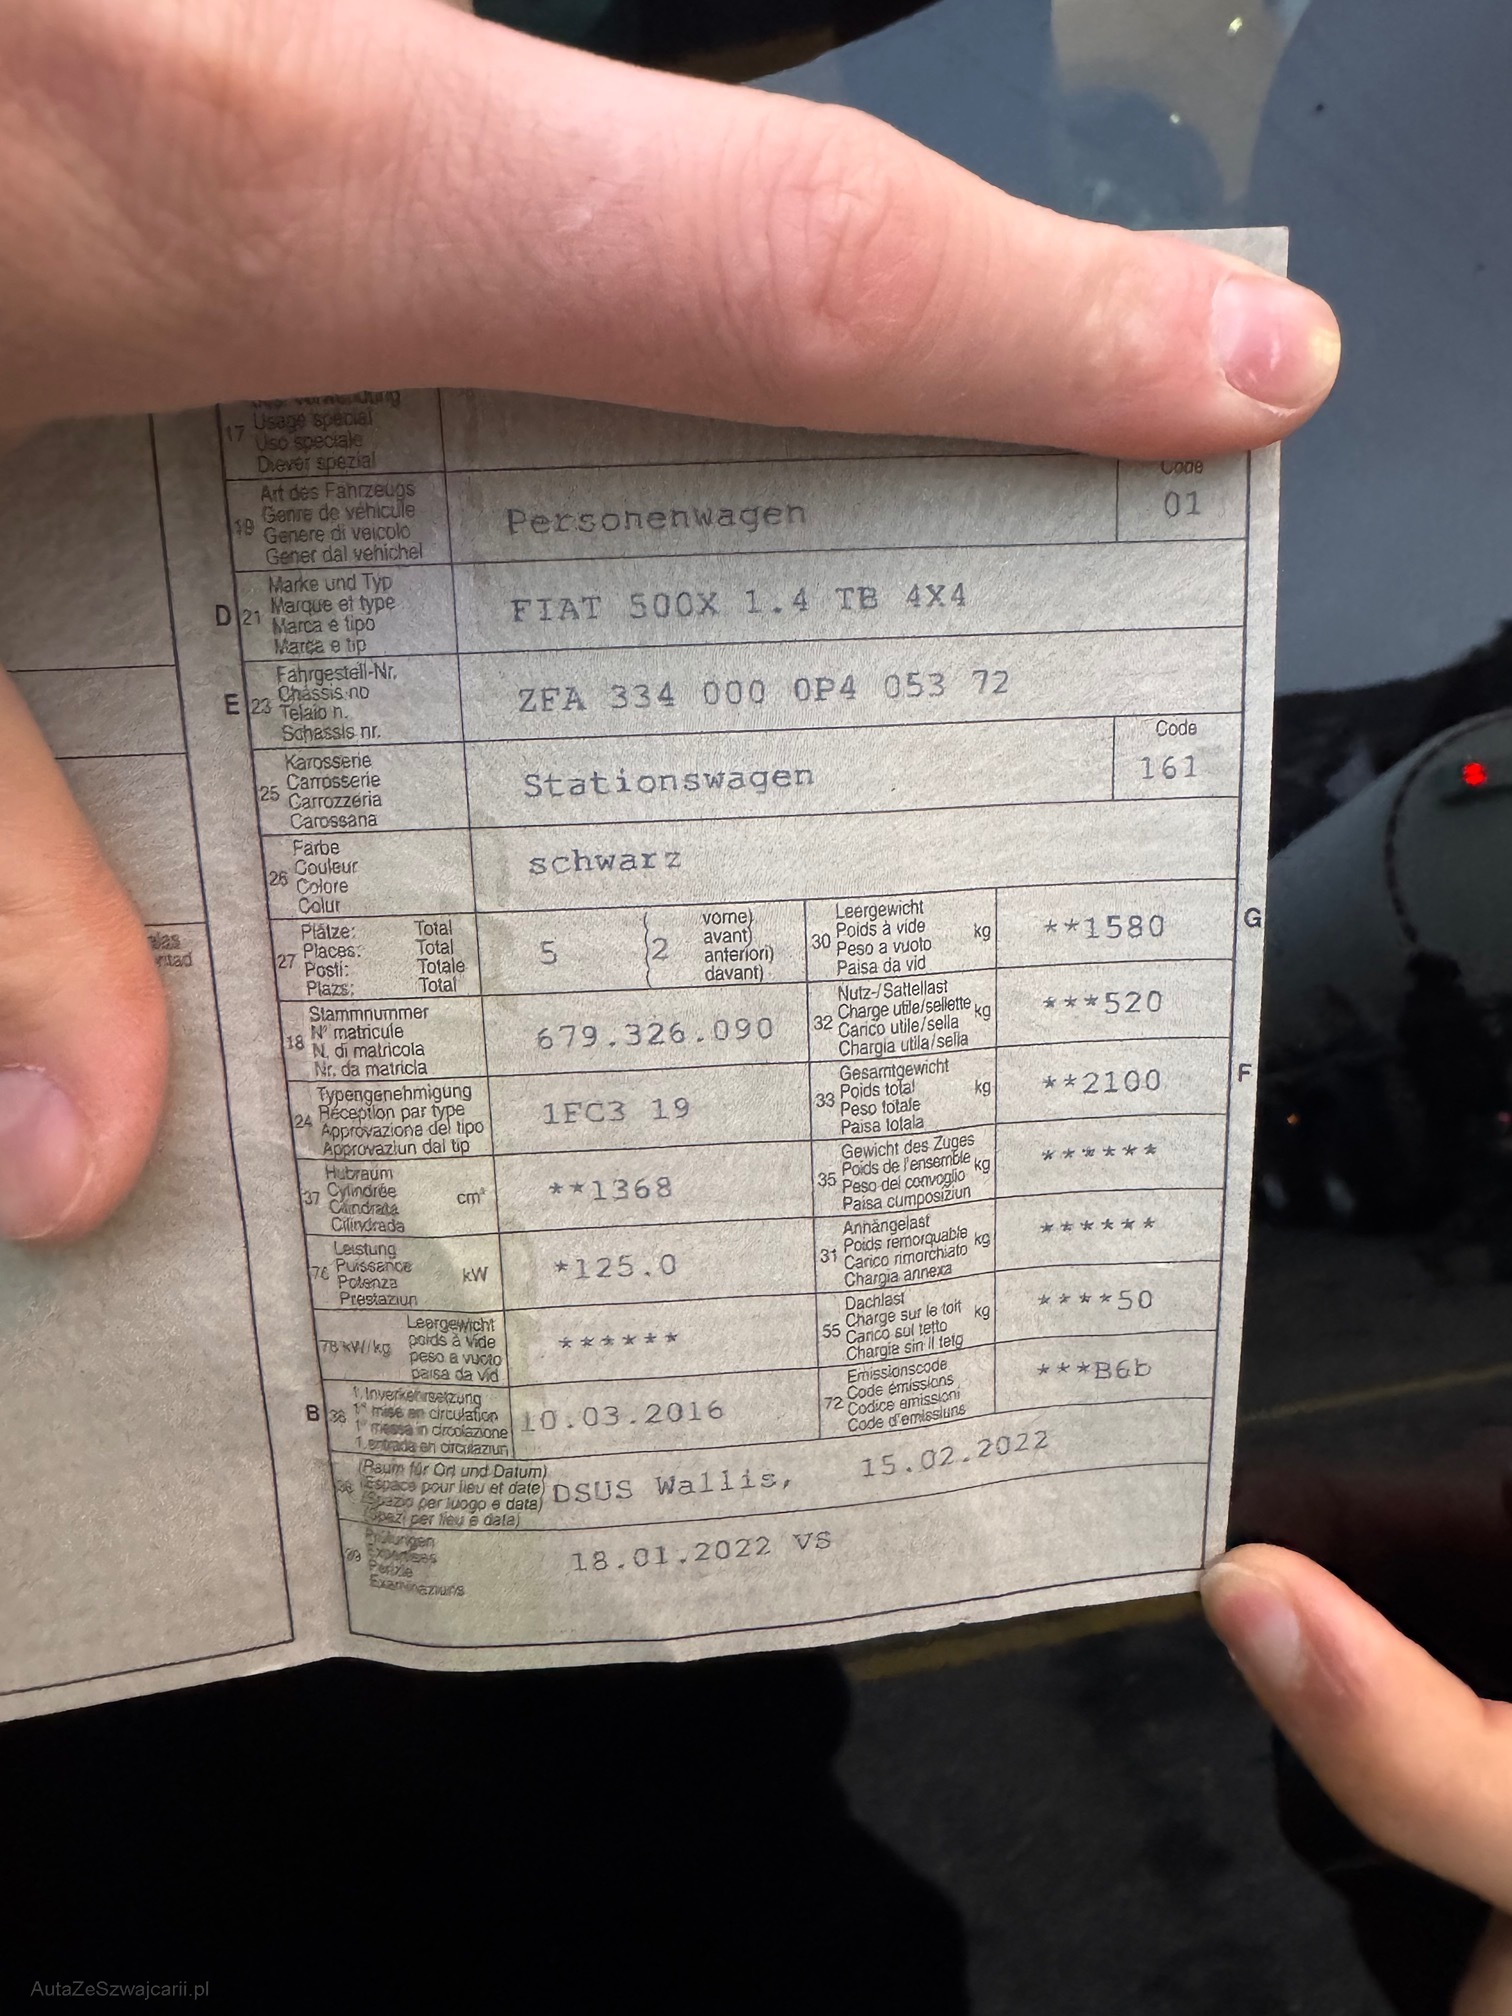 17 Usage spécial
Uso speciale
Diever spezial
Code
19 Art des Fahrzeugs
Genre de véhicule
Genere di veicolo
Gener dal vehichel
Personenwagen 01
D 21 Marke und Typ
Marque et type
Marca e tipo
Marca e tip
FIAT 500X 1.4 TB 4X4
E 23 Fahrgestell-Nr.
Châssis no
Telaio n.
Schassis nr.
ZFA 334 000 0P4 053 72
25 Karosserie
Carrosserie
Carrozzeria
Carossaria
Stationswagen
Code
161
26 Farbe
Couleur
Colore
Colur
schwarz
27 Plätze: Total
Places: Total
Posti: Totale
Plazs: Total
5 (2 vorne)
avant)
anteriori)
davant)
30 Leergewicht
Poids à vide kg
Peso a vuoto
Paisa da vid
**1580 G
18 Stammnummer
N° matricule
N. di matricola
Nr. da matricla
679.326.090
32 Nutz-/Sattellast
Charge utile/sellette kg
Carico utile/sella
Chargia utila/sella
***520
24 Typengenehmigung
Réception par type
Approvazione del tipo
Approvaziun dal tip
1FC3 19
33 Gesamtgewicht
Poids total kg
Peso totale
Paisa totala
**2100 F
37 Hubraum
Cylindrée cm³
Cilindrata
Cilindrada
**1368
35 Gewicht des Zuges
Poids de l'ensemble kg
Peso del convoglio
Paisa cumposiziun
******
76 Leistung
Puissance kW
Potenza
Prestaziun
*125.0
31 Anhängelast
Poids remorquable kg
Carico rimorchiato
Chargia annexa
******
78 kW/kg Leergewicht
poids à vide
peso a vuoto
paisa da vid
******
55 Dachlast
Charge sur le toit kg
Carico sul tetto
Chargia sin il tetg
****50
B 36 1. Inverkehrsetzung
1re mise en circulation
1a messa in circolazione
1. entrada en circulaziun
10.03.2016
72 Emissionscode
Code émissions
Codice emissioni
Code d'emissiuns
***B6b
38 (Raum für Ort und Datum)
(Espace pour lieu et date)
(Spazio per luogo e data)
(Spazi per lieu e data)
DSUS Wallis, 15.02.2022
39 Prüfungen
Expertises
Perizie
Examinaziuns
18.01.2022 VS
AutaZeSzwajcarii.pl